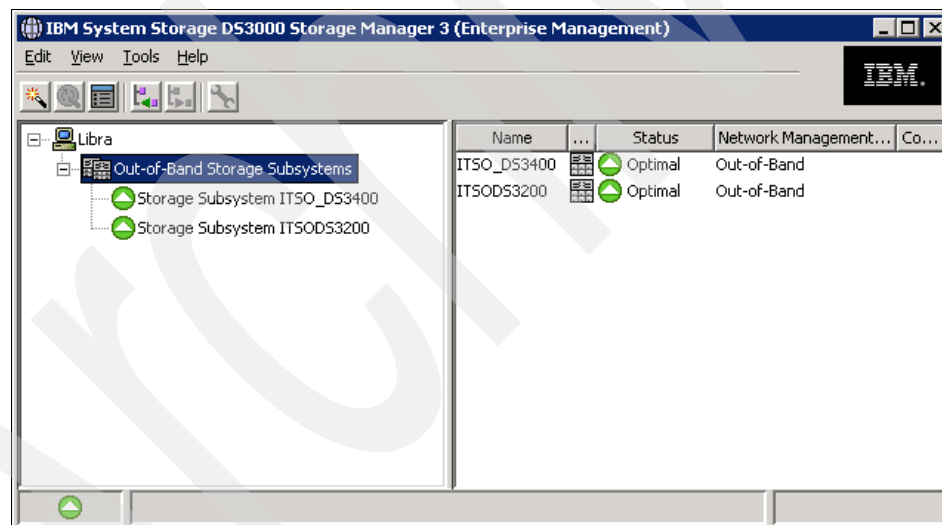 IBM System Storage DS3000 Storage Manager 3 (Enterprise Management)
Edit View Tools Help
IBM.
Libra
Out-of-Band Storage Subsystems
Storage Subsystem ITSO_DS3400
Storage Subsystem ITSODS3200
Name ... Status Network Management... Co...
ITSO_DS3400 Optimal Out-of-Band
ITSODS3200 Optimal Out-of-Band